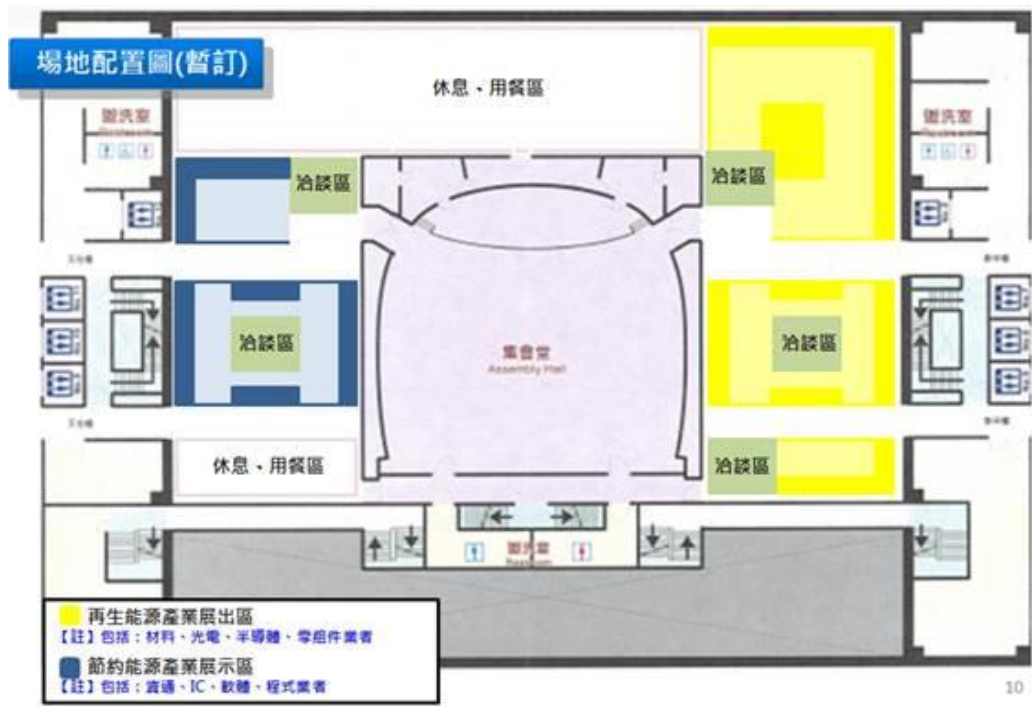 場地配置圖(暫訂)
休息、用餐區
盥洗室
Restroom
盥洗室
Restroom
洽談區
洽談區
洽談區
集會堂
Assembly Hall
洽談區
休息、用餐區
洽談區
盥洗室
Restroom
再生能源產業展出區
【註】包括：材料、光電、半導體、零組件業者
節約能源產業展示區
【註】包括：資通、IC、軟體、程式業者
10